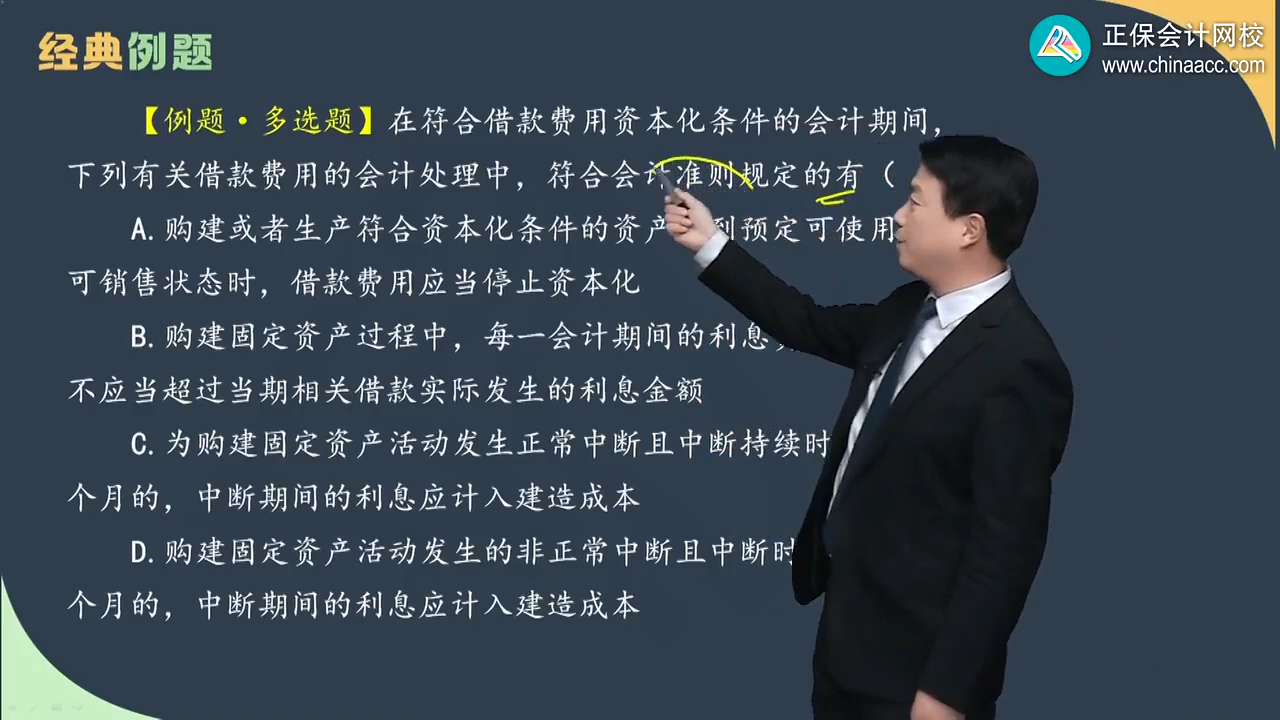 经典例题
正保会计网校
www.chinaacc.com
【例题·多选题】在符合借款费用资本化条件的会计期间，
下列有关借款费用的会计处理中，符合会计准则规定的有（
A.购建或者生产符合资本化条件的资产 到预定可使用
可销售状态时，借款费用应当停止资本化
B.购建固定资产过程中，每一会计期间的利息
不应当超过当期相关借款实际发生的利息金额
C.为购建固定资产活动发生正常中断且中断持续时
个月的，中断期间的利息应计入建造成本
D.购建固定资产活动发生的非正常中断且中断时
个月的，中断期间的利息应计入建造成本